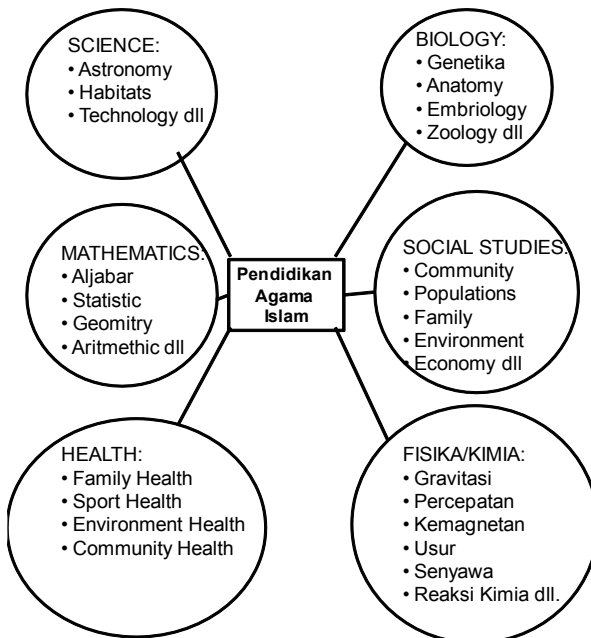 SCIENCE:
• Astronomy
• Habitats
• Technology dll
BIOLOGY:
• Genetika
• Anatomy
• Embriology
• Zoology dll
MATHEMATICS:
• Aljabar
• Statistic
• Geomitry
• Aritmethic dll
Pendidikan
Agama
Islam
SOCIAL STUDIES:
• Community
• Populations
• Family
• Environment
• Economy dll
HEALTH:
• Family Health
• Sport Health
• Environment Health
• Community Health
FISIKA/KIMIA:
• Gravitasi
• Percepatan
• Kemagnetan
• Usur
• Senyawa
• Reaksi Kimia dll.